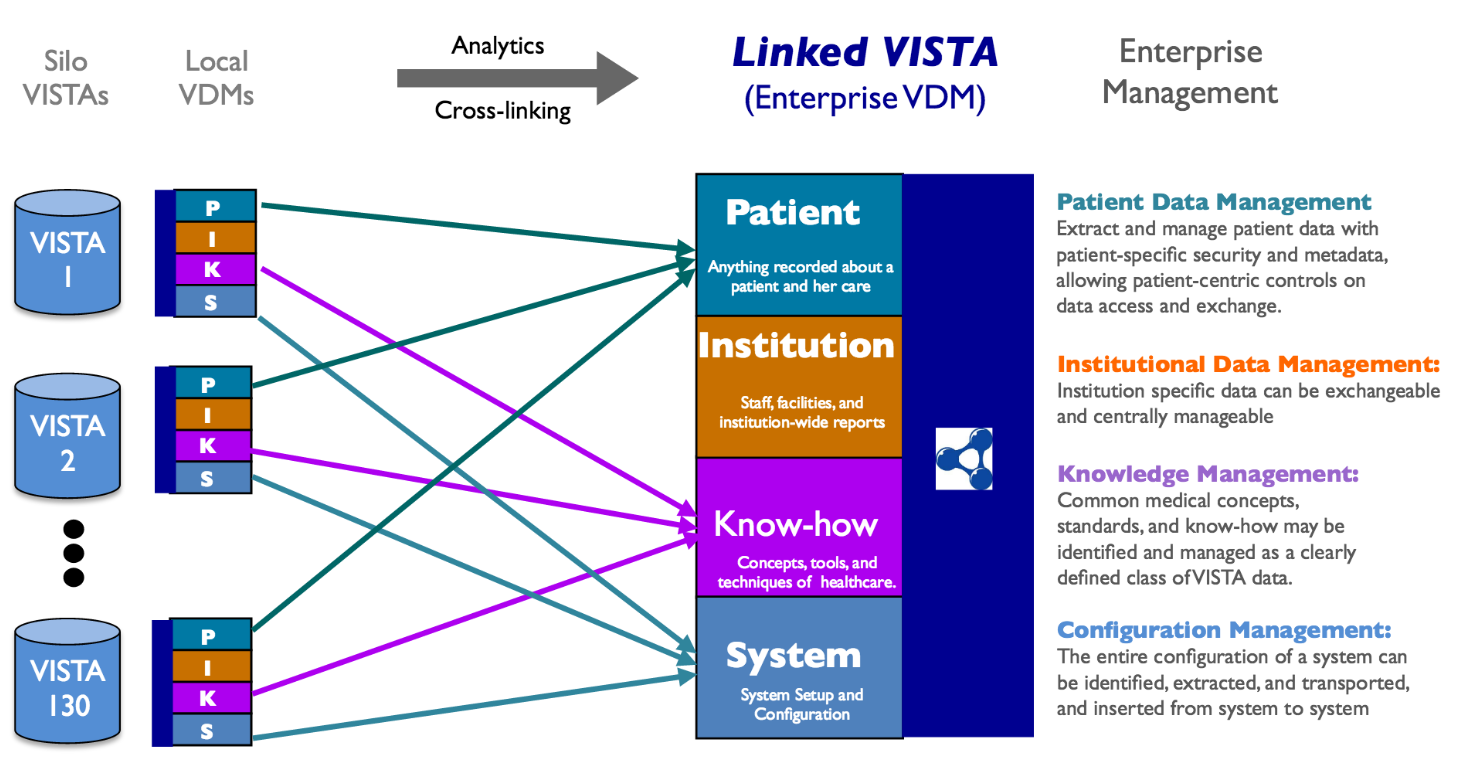 Silo
VISTAs
Local
VDMs
Analytics
Cross-linking
Linked VISTA
(Enterprise VDM)
Enterprise
Management
VISTA
1
P
I
K
S
VISTA
2
P
I
K
S
VISTA
130
P
I
K
S
Patient
Anything recorded about a
patient and her care
Institution
Staff, facilities, and
institution-wide reports
Know-how
Concepts, tools, and
techniques of healthcare.
System
System Setup and
Configuration
Patient Data Management
Extract and manage patient data with
patient-specific security and metadata,
allowing patient-centric controls on
data access and exchange.
Institutional Data Management:
Institution specific data can be exchangeable
and centrally manageable
Knowledge Management:
Common medical concepts,
standards, and know-how may be
identified and managed as a clearly
defined class of VISTA data.
Configuration Management:
The entire configuration of a system can
be identified, extracted, and transported,
and inserted from system to system